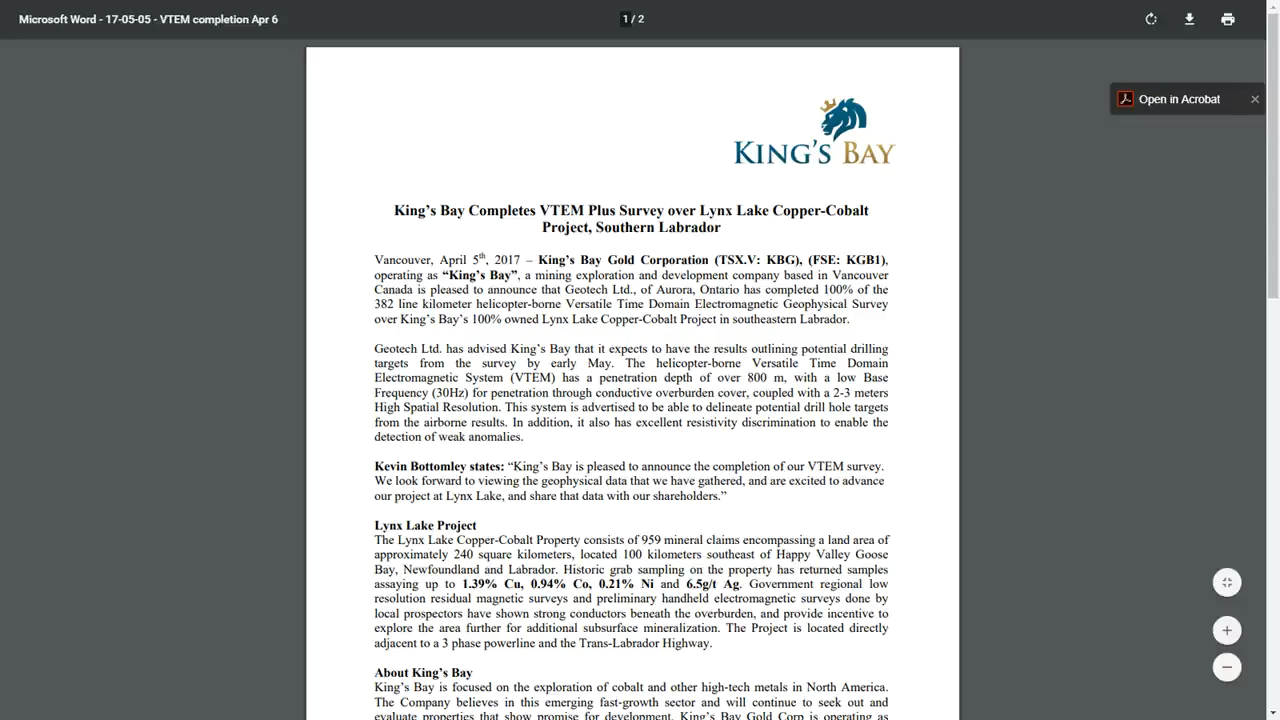 Microsoft Word - 17-05-05 - VTEM completion Apr 6
1 / 2
Open in Acrobat
KING'S BAY
King's Bay Completes VTEM Plus Survey over Lynx Lake Copper-Cobalt
Project, Southern Labrador
Vancouver, April 5th, 2017 – King's Bay Gold Corporation (TSX.V: KBG), (FSE: KGB1),
operating as “King's Bay”, a mining exploration and development company based in Vancouver
Canada is pleased to announce that Geotech Ltd., of Aurora, Ontario has completed 100% of the
382 line kilometer helicopter-borne Versatile Time Domain Electromagnetic Geophysical Survey
over King's Bay's 100% owned Lynx Lake Copper-Cobalt Project in southeastern Labrador.
Geotech Ltd. has advised King's Bay that it expects to have the results outlining potential drilling
targets from the survey by early May. The helicopter-borne Versatile Time Domain
Electromagnetic System (VTEM) has a penetration depth of over 800 m, with a low Base
Frequency (30Hz) for penetration through conductive overburden cover, coupled with a 2-3 meters
High Spatial Resolution. This system is advertised to be able to delineate potential drill hole targets
from the airborne results. In addition, it also has excellent resistivity discrimination to enable the
detection of weak anomalies.
Kevin Bottomley states: “King's Bay is pleased to announce the completion of our VTEM survey.
We look forward to viewing the geophysical data that we have gathered, and are excited to advance
our project at Lynx Lake, and share that data with our shareholders.”
Lynx Lake Project
The Lynx Lake Copper-Cobalt Property consists of 959 mineral claims encompassing a land area of
approximately 240 square kilometers, located 100 kilometers southeast of Happy Valley Goose
Bay, Newfoundland and Labrador. Historic grab sampling on the property has returned samples
assaying up to 1.39% Cu, 0.94% Co, 0.21% Ni and 6.5g/t Ag. Government regional low
resolution residual magnetic surveys and preliminary handheld electromagnetic surveys done by
local prospectors have shown strong conductors beneath the overburden, and provide incentive to
explore the area further for additional subsurface mineralization. The Project is located directly
adjacent to a 3 phase powerline and the Trans-Labrador Highway.
About King's Bay
King's Bay is focused on the exploration of cobalt and other high-tech metals in North America.
The Company believes in this emerging fast-growth sector and will continue to seek out and
evaluate properties that show promise for development. King's Bay Gold Corp is operating as